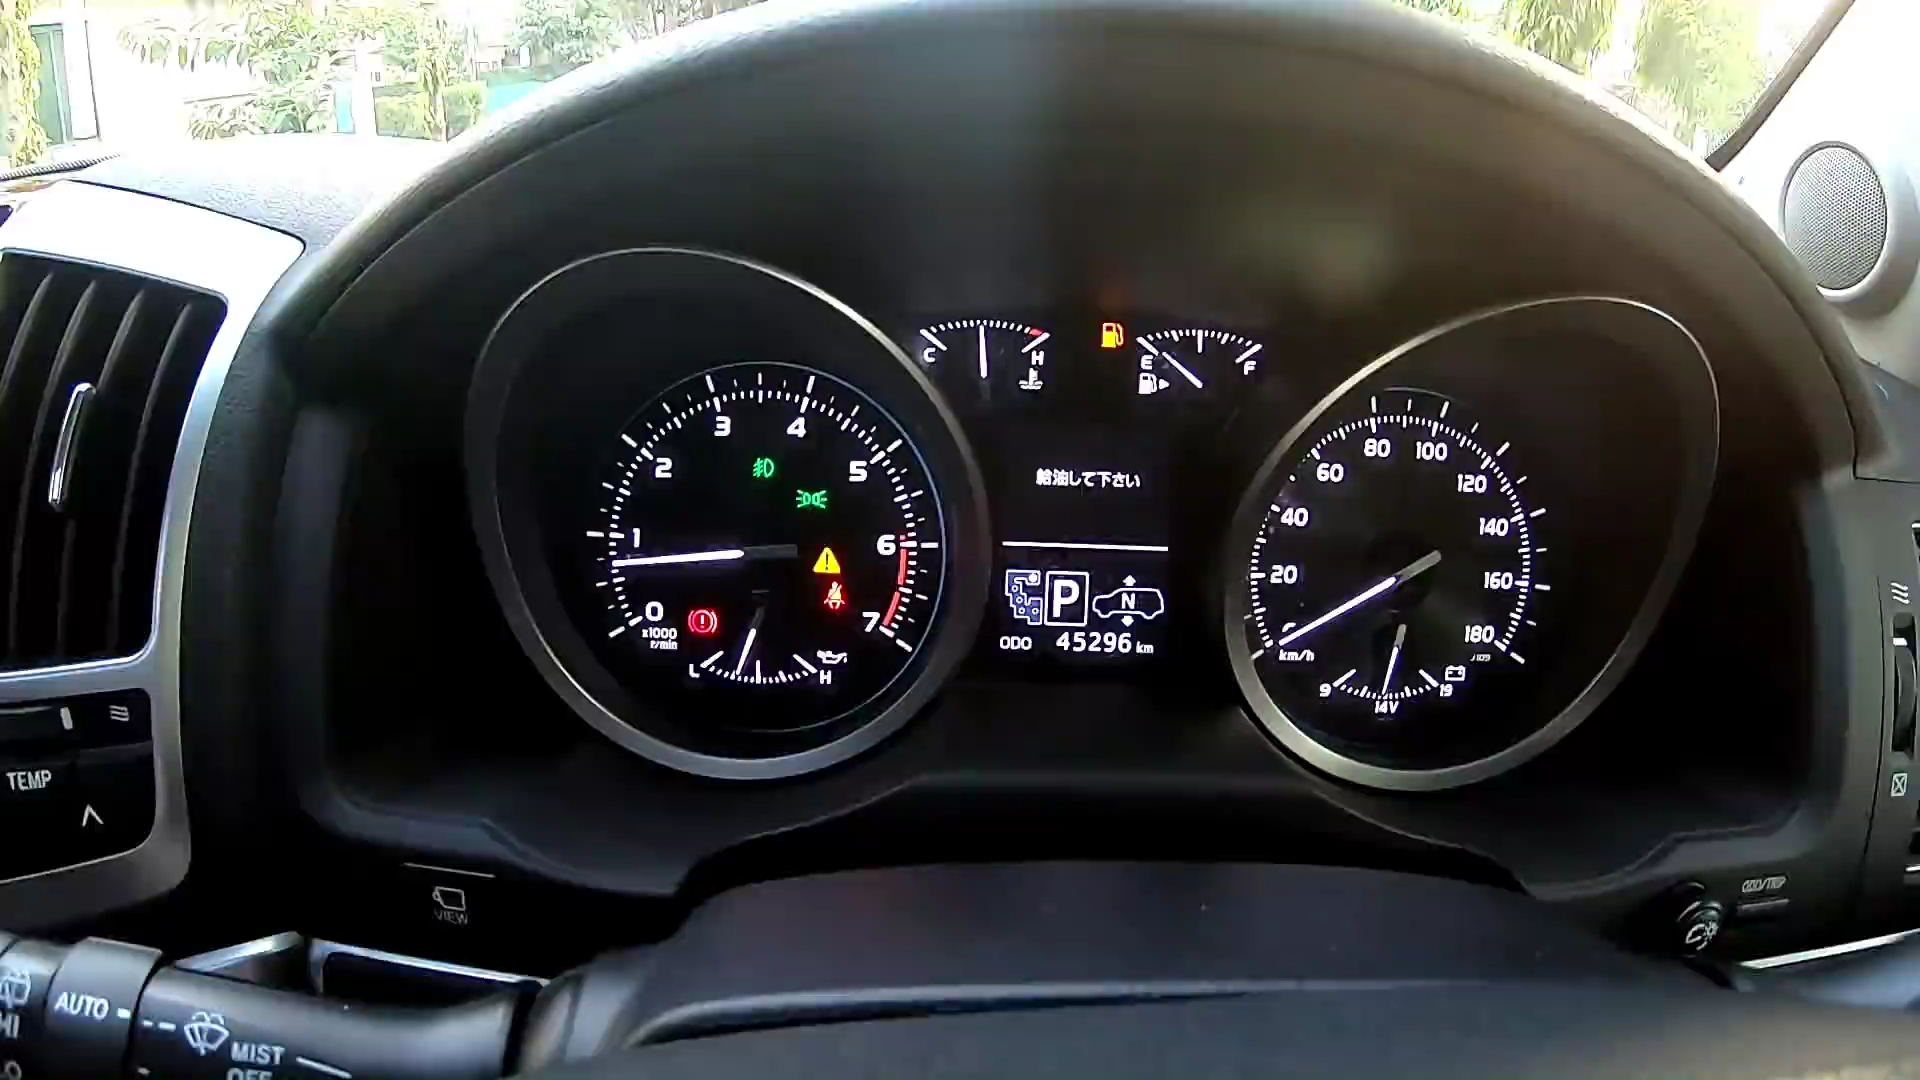 C
H
E
F
0
1
2
3
4
5
6
7
x1000
r/min
L
H
給油して下さい
P
N
ODO 45296 km
20
40
60
80
100
120
140
160
180
km/h
9
14V
19
TEMP
VIEW
ODO/TRIP
HI
AUTO
MIST
OFF